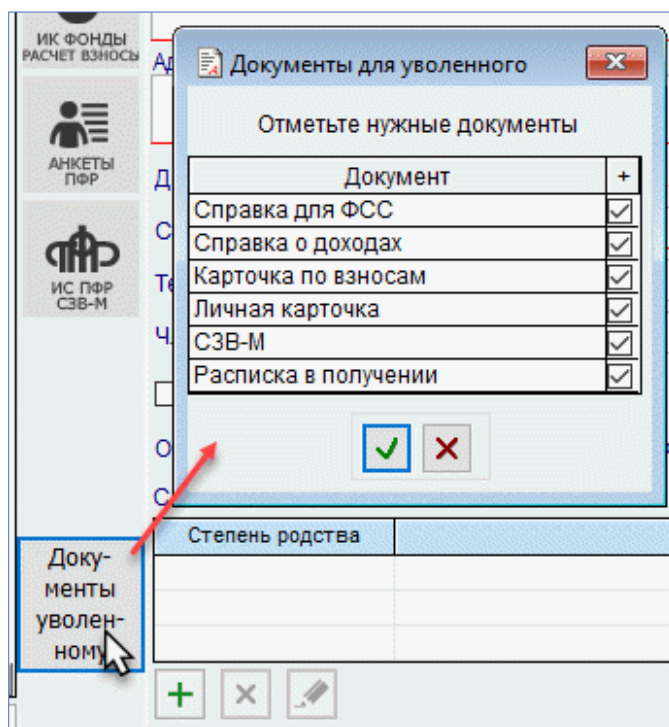 ИК ФОНДЫ
РАСЧЕТ ВЗНОСЫ
АНКЕТЫ
ПФР
ИС ПФР
СЗВ-М
Документы для уволенного
Отметьте нужные документы
Документ +
Справка для ФСС
Справка о доходах
Карточка по взносам
Личная карточка
СЗВ-М
Расписка в получении
Степень родства
Доку-
менты
уволен-
ному